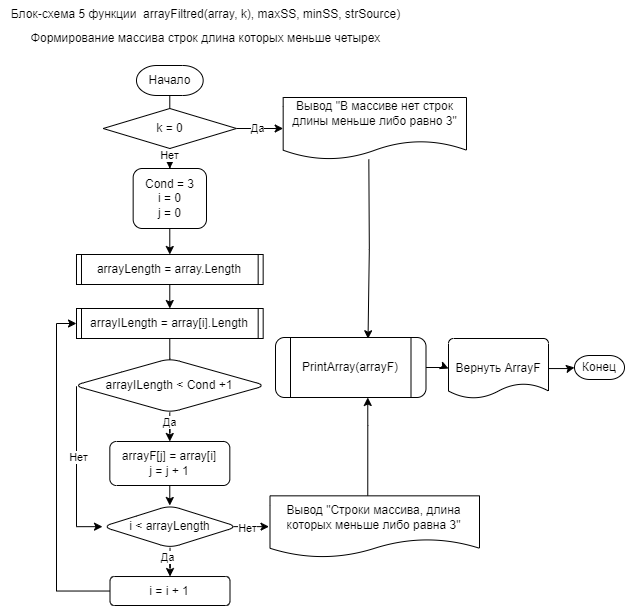 Блок-схема 5 функции arrayFiltred(array, k), maxSS, minSS, strSource)
Формирование массива строк длина которых меньше четырех
Начало
k = 0
Да
Вывод "В массиве нет строк
длины меньше либо равно 3"
Нет
Cond = 3
i = 0
j = 0
arrayLength = array.Length
arrayILength = array[i].Length
arrayILength < Cond +1
Да
Нет
arrayF[j] = array[i]
j = j + 1
i < arrayLength
Нет
Вывод "Строки массива, длина
которых меньше либо равна 3"
Да
i = i + 1
PrintArray(arrayF)
Вернуть ArrayF
Конец